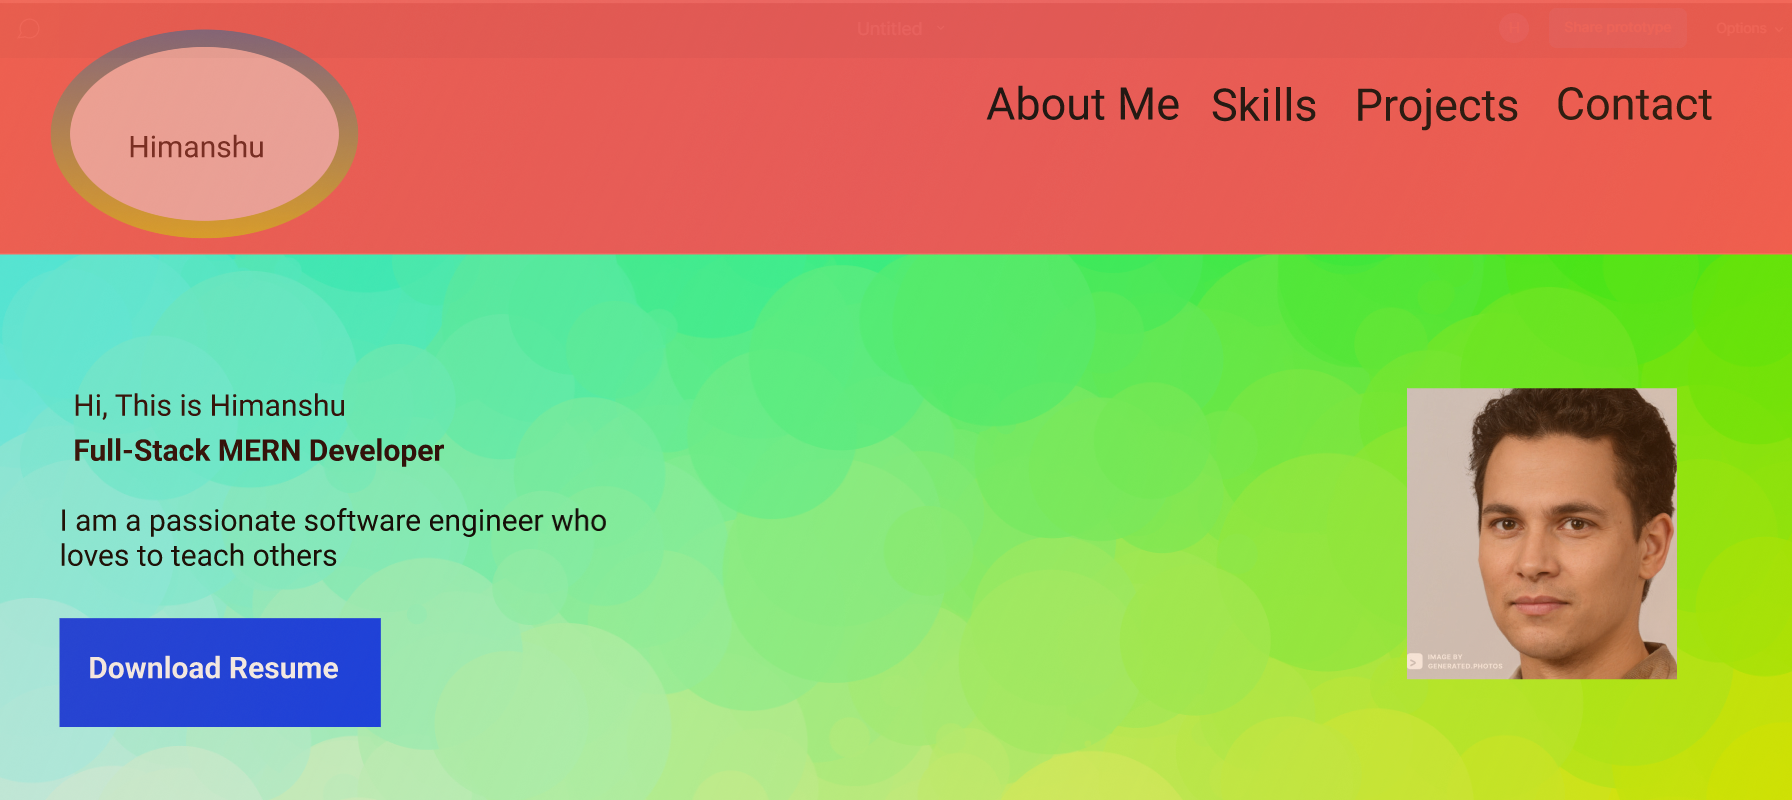 Untitled
Share prototype
Options
Himanshu
About Me Skills Projects Contact
Hi, This is Himanshu
Full-Stack MERN Developer
I am a passionate software engineer who
loves to teach others
Download Resume
IMAGE BY
GENERATED.PHOTOS